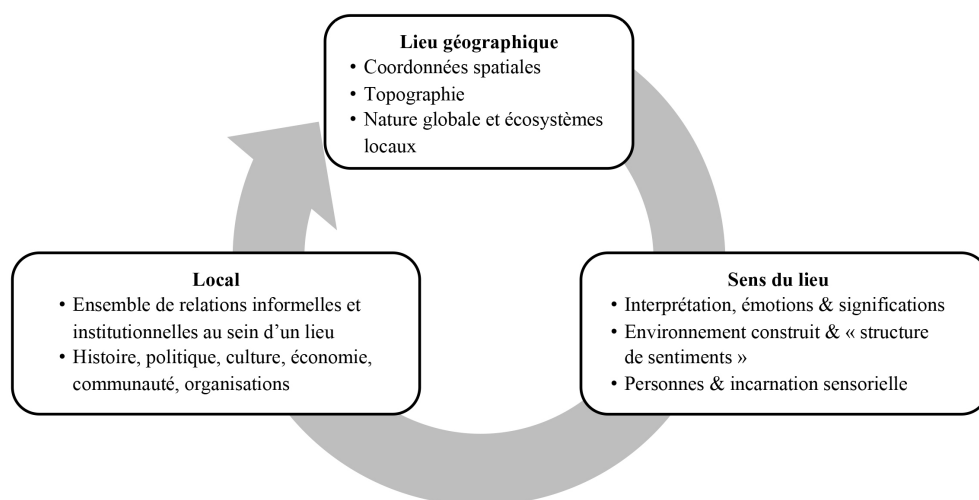 Lieu géographique
• Coordonnées spatiales
• Topographie
• Nature globale et écosystèmes
locaux
Local
• Ensemble de relations informelles et
institutionnelles au sein d’un lieu
• Histoire, politique, culture, économie,
communauté, organisations
Sens du lieu
• Interprétation, émotions & significations
• Environnement construit & « structure
de sentiments »
• Personnes & incarnation sensorielle